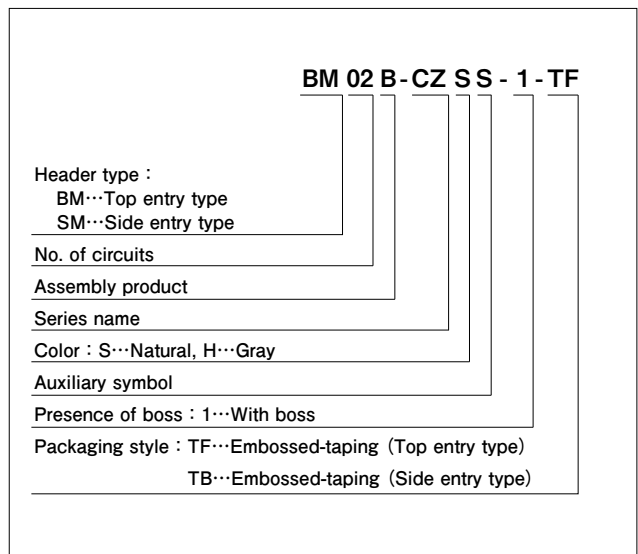 BM 02 B - CZ S S - 1 - TF
Header type :
BM…Top entry type
SM…Side entry type
No. of circuits
Assembly product
Series name
Color : S…Natural, H…Gray
Auxiliary symbol
Presence of boss : 1…With boss
Packaging style : TF…Embossed-taping (Top entry type)
TB…Embossed-taping (Side entry type)